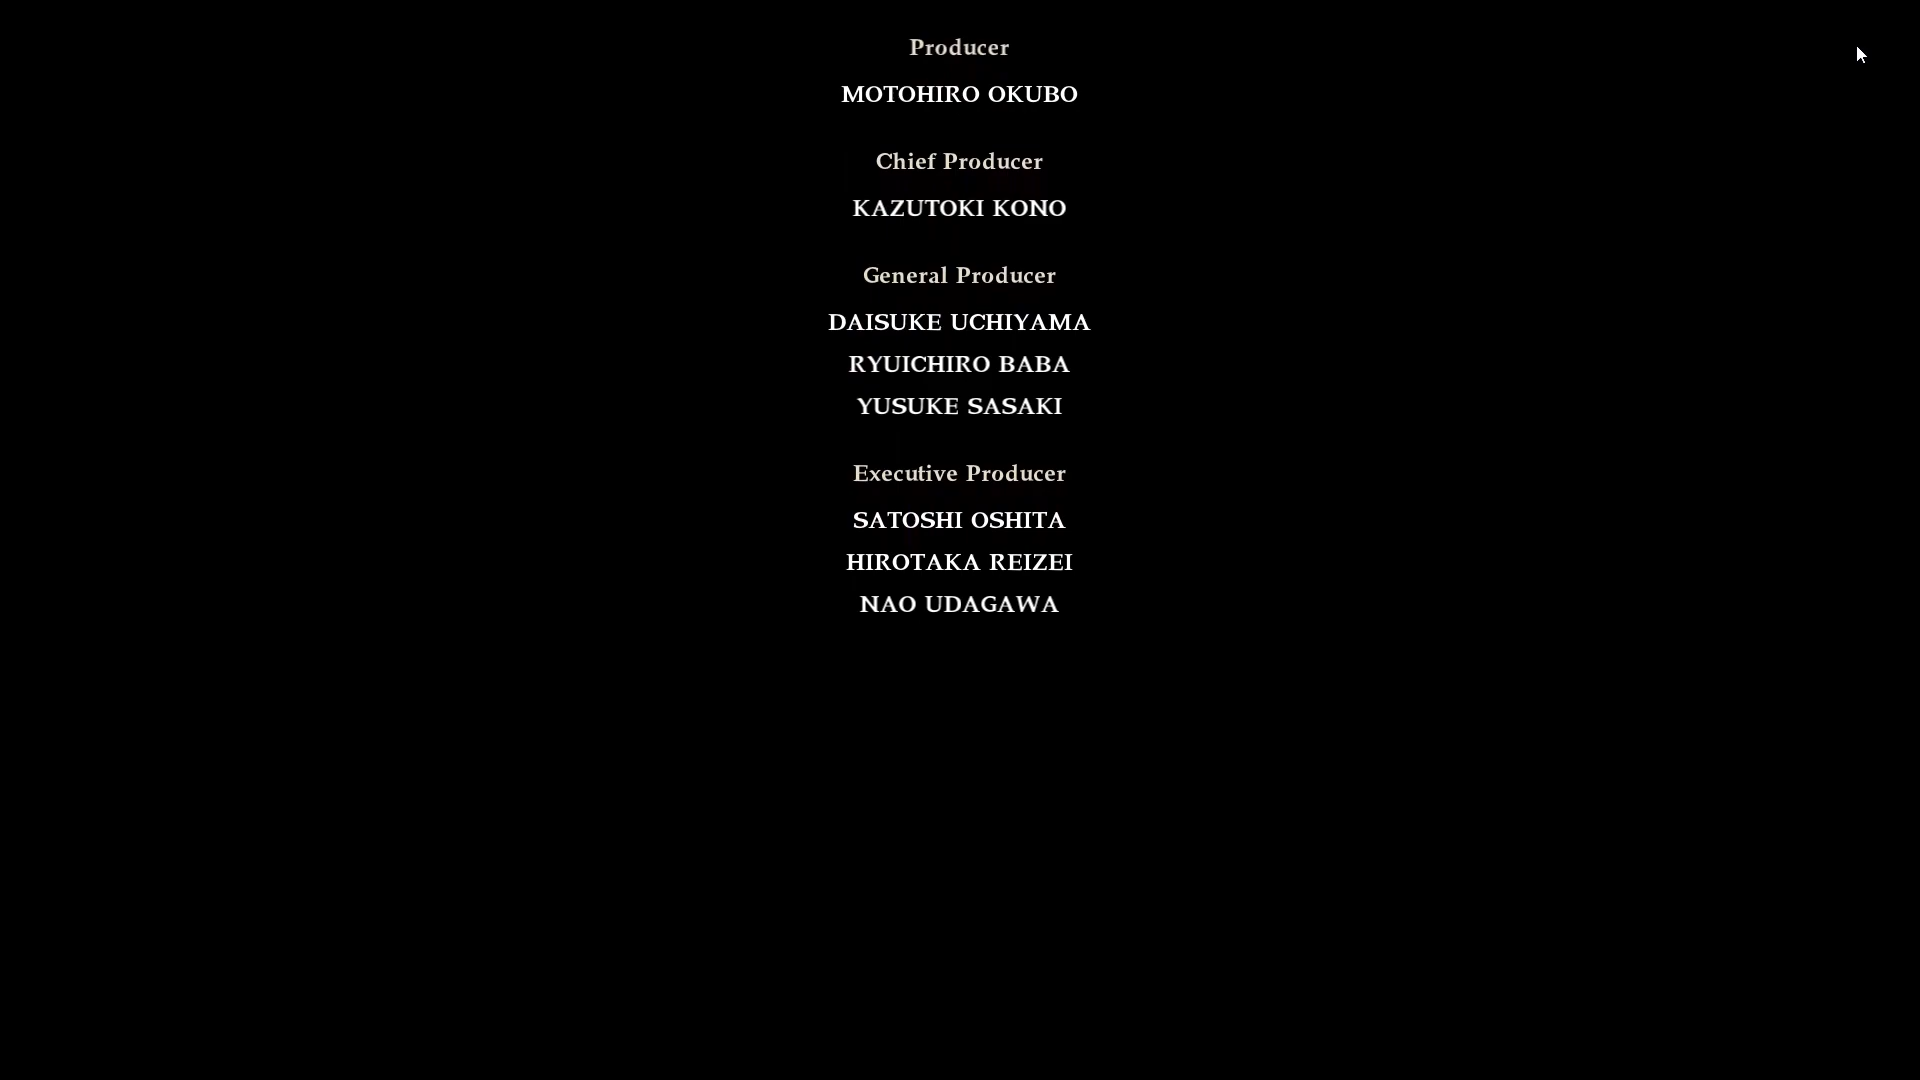 Producer
MOTOHIRO OKUBO
Chief Producer
KAZUTOKI KONO
General Producer
DAISUKE UCHIYAMA
RYUICHIRO BABA
YUSUKE SASAKI
Executive Producer
SATOSHI OSHITA
HIROTAKA REIZEI
NAO UDAGAWA